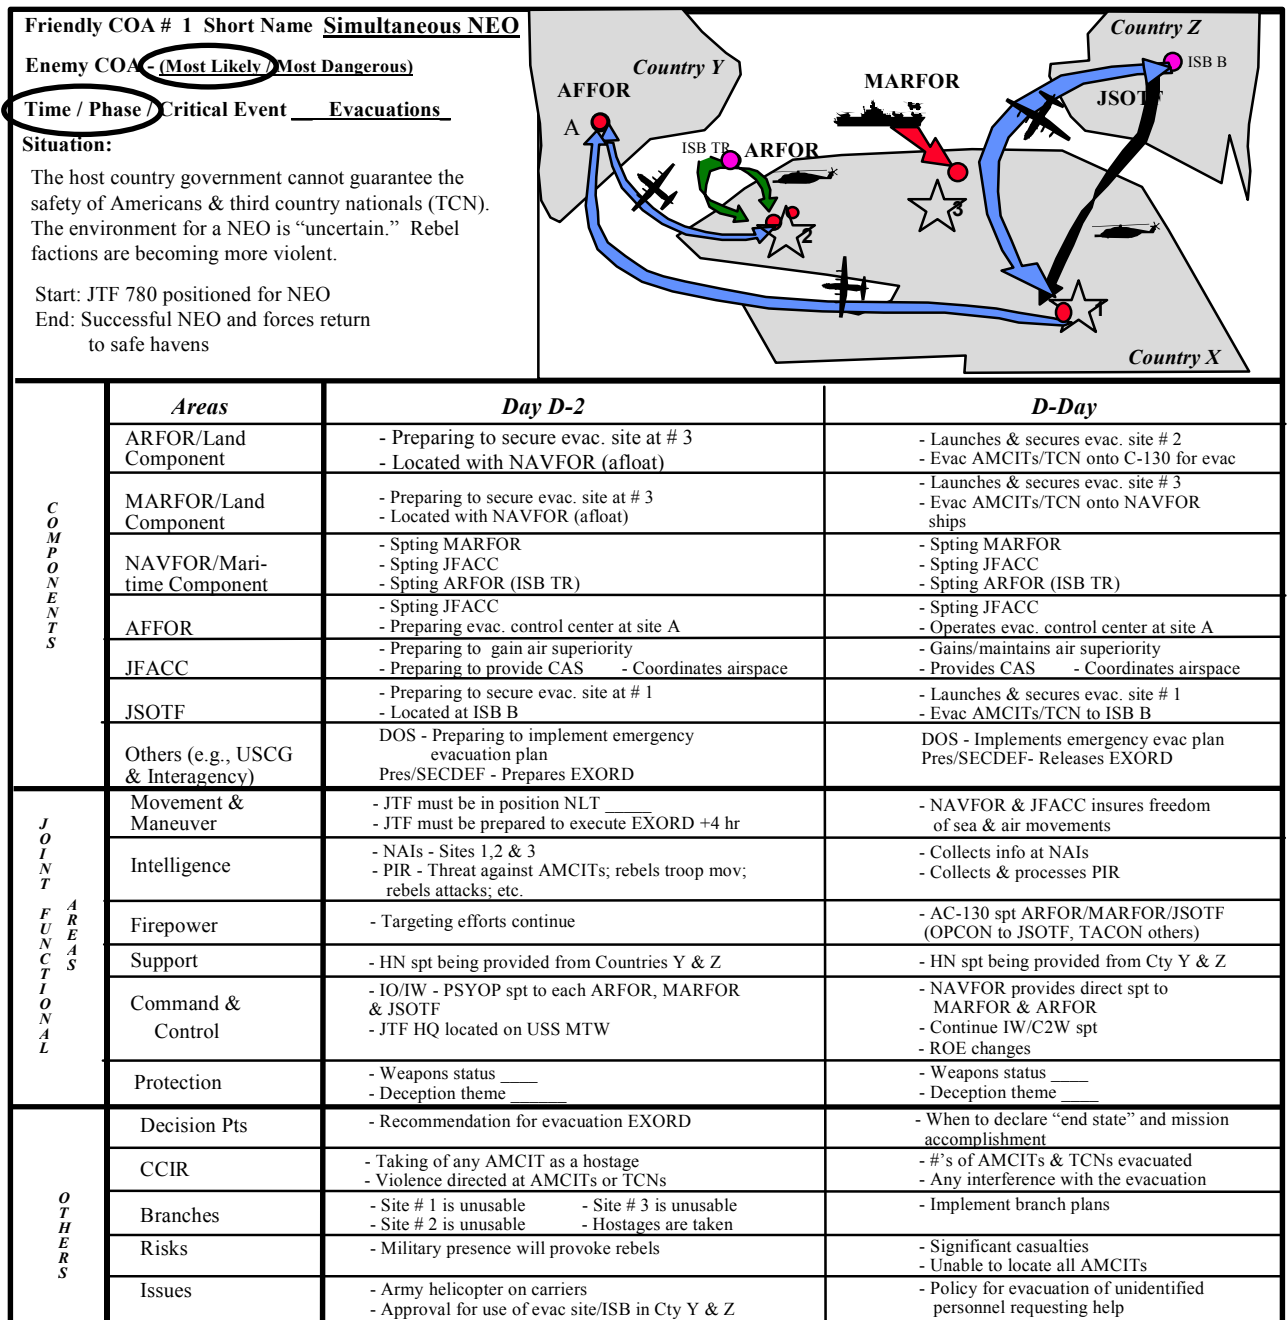 Friendly COA # 1 Short Name Simultaneous NEO
Enemy COA - (Most Likely / Most Dangerous)
Time / Phase / Critical Event __ Evacuations_
Situation:
The host country government cannot guarantee the
safety of Americans & third country nationals (TCN).
The environment for a NEO is “uncertain.” Rebel
factions are becoming more violent.
Start: JTF 780 positioned for NEO
End: Successful NEO and forces return
to safe havens
Country Y
Country Z
ISB B
AFFOR
A
MARFOR
JSOTF
ISB TR
ARFOR
3
2
1
Country X
Areas
Day D-2
D-Day
COMPONENTS
ARFOR/Land
Component
- Preparing to secure evac. site at # 3
- Located with NAVFOR (afloat)
- Launches & secures evac. site # 2
- Evac AMCITs/TCN onto C-130 for evac
MARFOR/Land
Component
- Preparing to secure evac. site at # 3
- Located with NAVFOR (afloat)
- Launches & secures evac. site # 3
- Evac AMCITs/TCN onto NAVFOR
ships
NAVFOR/Mari-
time Component
- Spting MARFOR
- Spting JFACC
- Spting ARFOR (ISB TR)
- Spting MARFOR
- Spting JFACC
- Spting ARFOR (ISB TR)
AFFOR
- Spting JFACC
- Preparing evac. control center at site A
- Spting JFACC
- Operates evac. control center at site A
JFACC
- Preparing to gain air superiority
- Preparing to provide CAS - Coordinates airspace
- Gains/maintains air superiority
- Provides CAS - Coordinates airspace
JSOTF
- Preparing to secure evac. site at # 1
- Located at ISB B
- Launches & secures evac. site # 1
- Evac AMCITs/TCN to ISB B
Others (e.g., USCG
& Interagency)
DOS - Preparing to implement emergency
evacuation plan
Pres/SECDEF - Prepares EXORD
DOS - Implements emergency evac plan
Pres/SECDEF- Releases EXORD
JOINT FUNCTIONAL
AREAS
Movement &
Maneuver
- JTF must be in position NLT _____
- JTF must be prepared to execute EXORD +4 hr
- NAVFOR & JFACC insures freedom
of sea & air movements
Intelligence
- NAIs - Sites 1,2 & 3
- PIR - Threat against AMCITs; rebels troop mov;
rebels attacks; etc.
- Collects info at NAIs
- Collects & processes PIR
Firepower
- Targeting efforts continue
- AC-130 spt ARFOR/MARFOR/JSOTF
(OPCON to JSOTF, TACON others)
Support
- HN spt being provided from Countries Y & Z
- HN spt being provided from Cty Y & Z
Command &
Control
- IO/IW - PSYOP spt to each ARFOR, MARFOR
& JSOTF
- JTF HQ located on USS MTW
- NAVFOR provides direct spt to
MARFOR & ARFOR
- Continue IW/C2W spt
- ROE changes
Protection
- Weapons status ____
- Deception theme ______
- Weapons status ____
- Deception theme ____
OTHERS
Decision Pts
- Recommendation for evacuation EXORD
- When to declare “end state” and mission
accomplishment
CCIR
- Taking of any AMCIT as a hostage
- Violence directed at AMCITs or TCNs
- #'s of AMCITs & TCNs evacuated
- Any interference with the evacuation
Branches
- Site # 1 is unusable - Site # 3 is unusable
- Site # 2 is unusable - Hostages are taken
- Implement branch plans
Risks
- Military presence will provoke rebels
- Significant casualties
- Unable to locate all AMCITs
Issues
- Army helicopter on carriers
- Approval for use of evac site/ISB in Cty Y & Z
- Policy for evacuation of unidentified
personnel requesting help